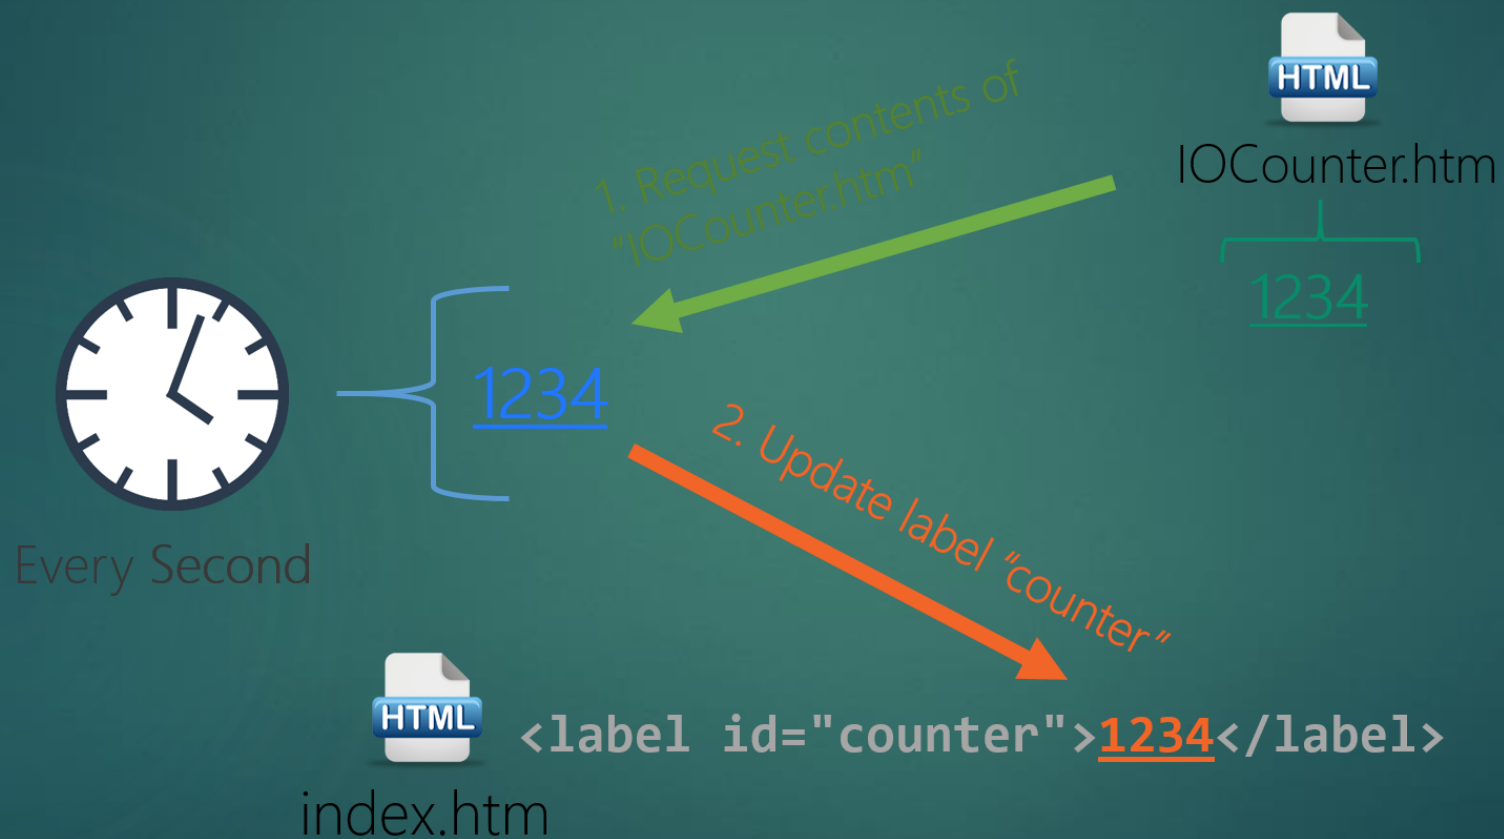 HTML
IOCounter.htm
1234
1. Request contents of
"IOCounter.htm"
1234
Every Second
2. Update label "counter"
HTML
index.htm
<label id="counter">1234</label>